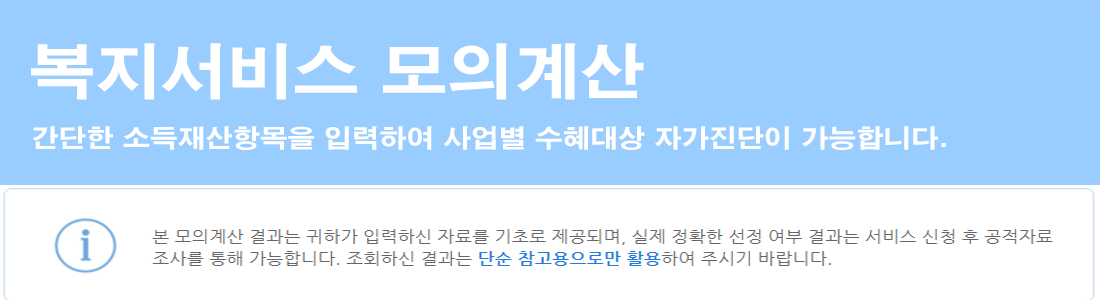 복지서비스 모의계산
간단한 소득재산항목을 입력하여 사업별 수혜대상 자가진단이 가능합니다.
본 모의계산 결과는 귀하가 입력하신 자료를 기초로 제공되며, 실제 정확한 선정 여부 결과는 서비스 신청 후 공적자료
조사를 통해 가능합니다. 조회하신 결과는 단순 참고용으로만 활용하여 주시기 바랍니다.